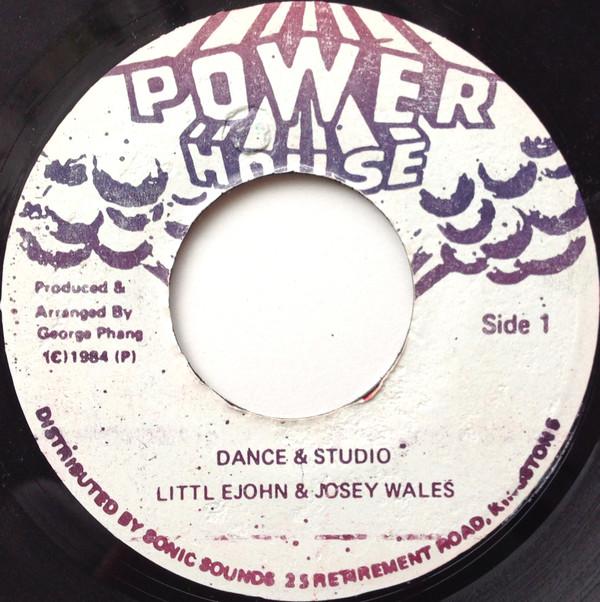 POWER
HOUSE
Produced &
Arranged By
George Phang
(C) 1984 (P)
Side 1
DANCE & STUDIO
LITTL EJOHN & JOSEY WALES
DISTRIBUTED BY SONIC SOUNDS 25 RETIREMENT ROAD, KINGSTON 5